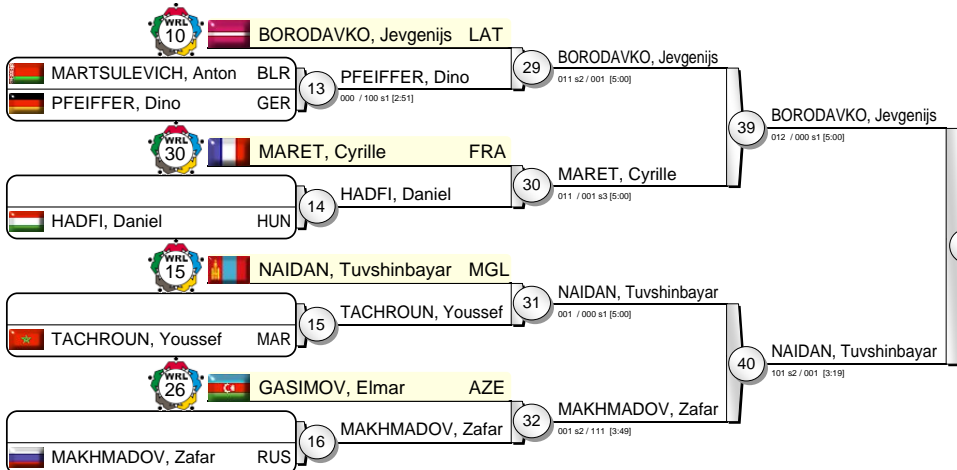 WRL
10
BORODAVKO, Jevgenijs LAT
MARTSULEVICH, Anton BLR
PFEIFFER, Dino GER
13
PFEIFFER, Dino
000 / 100 s1 [2:51]
29
BORODAVKO, Jevgenijs
011 s2 / 001 [5:00]
WRL
30
MARET, Cyrille FRA
HADFI, Daniel HUN
14
HADFI, Daniel
30
MARET, Cyrille
011 / 001 s3 [5:00]
39
BORODAVKO, Jevgenijs
012 / 000 s1 [5:00]
WRL
15
NAIDAN, Tuvshinbayar MGL
TACHROUN, Youssef MAR
15
TACHROUN, Youssef
31
NAIDAN, Tuvshinbayar
001 / 000 s1 [5:00]
WRL
26
GASIMOV, Elmar AZE
MAKHMADOV, Zafar RUS
16
MAKHMADOV, Zafar
32
MAKHMADOV, Zafar
001 s2 / 111 [3:49]
40
NAIDAN, Tuvshinbayar
101 s2 / 001 [3:19]